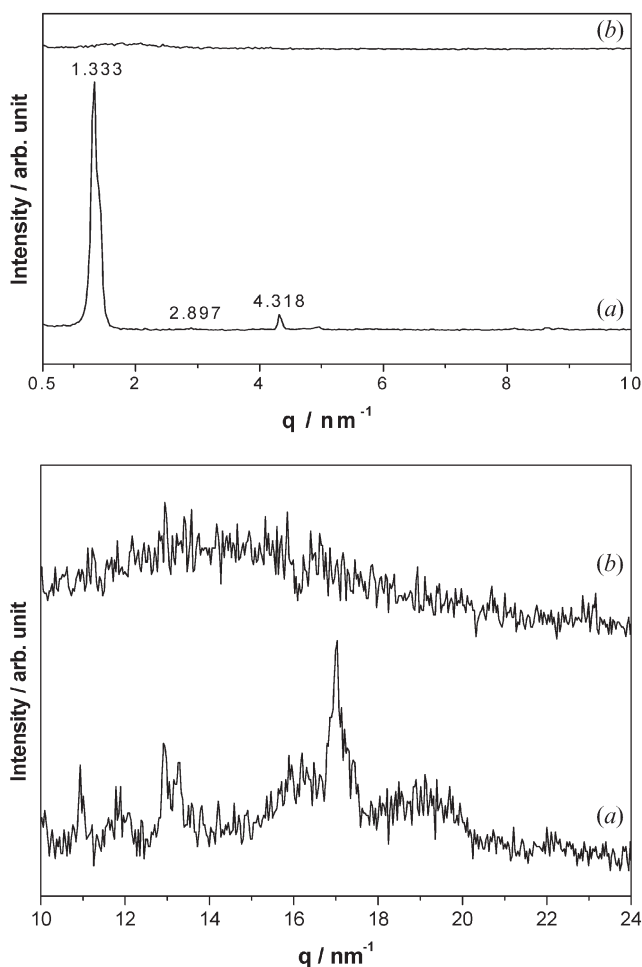 (b)
1.333
Intensity / arb. unit
4.318
2.897
(a)
0.5 2 4 6 8 10
q / nm-1
(b)
Intensity / arb. unit
(a)
10 12 14 16 18 20 22 24
q / nm-1